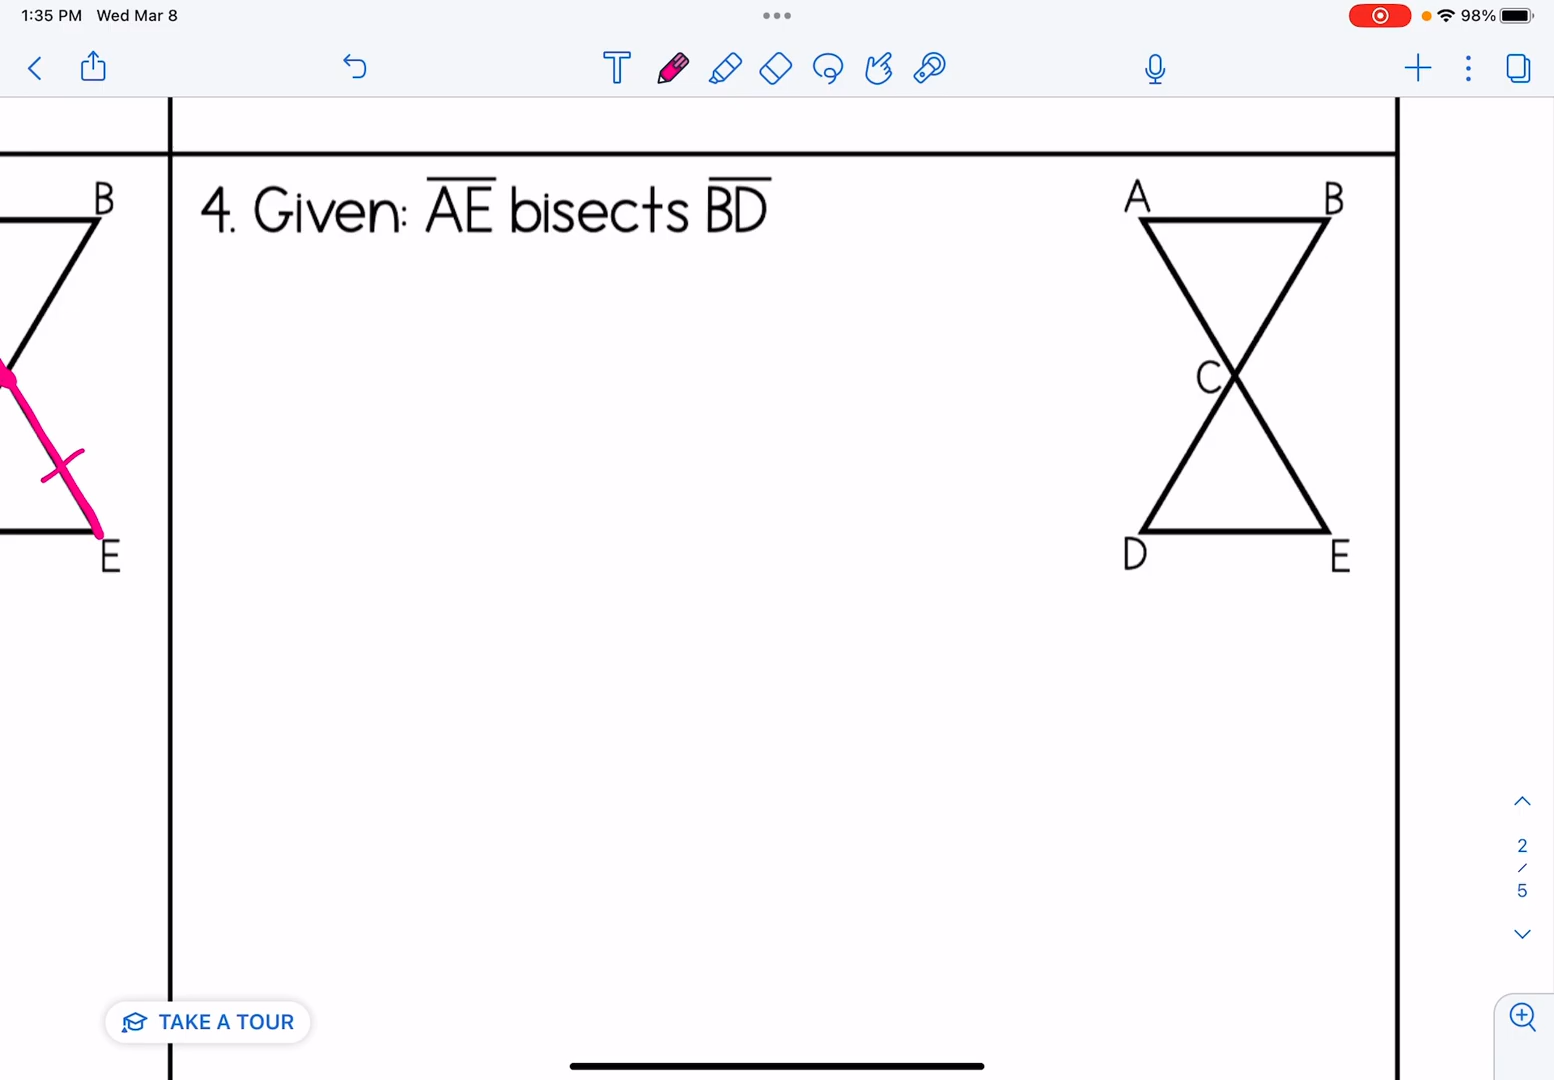 1:35 PM Wed Mar 8
98%
T
B
4. Given: AE bisects BD
A B
C
D E
E
2
/
5
TAKE A TOUR